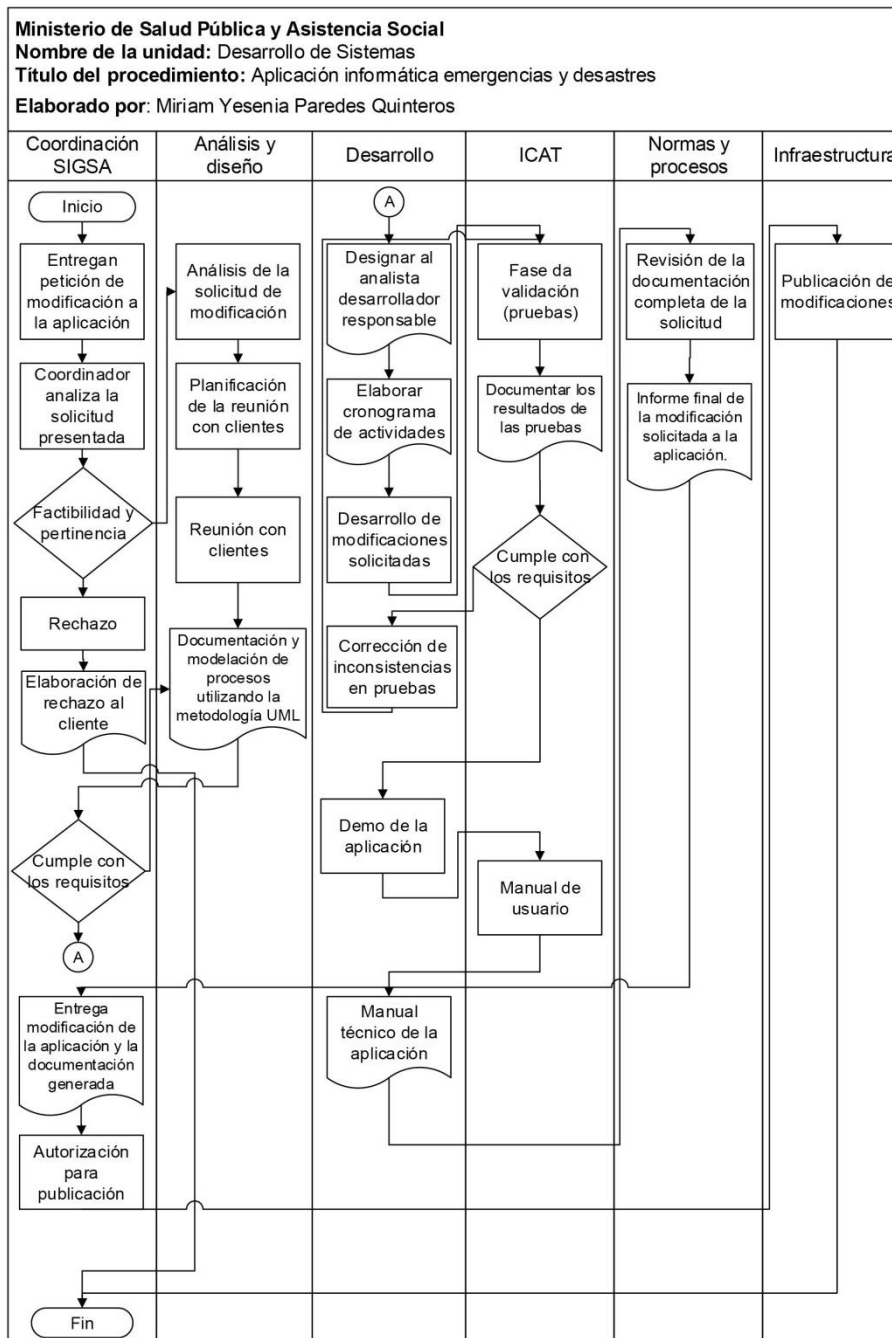 Ministerio de Salud Pública y Asistencia Social
Nombre de la unidad: Desarrollo de Sistemas
Título del procedimiento: Aplicación informática emergencias y desastres
Elaborado por: Miriam Yesenia Paredes Quinteros
Coordinación
SIGSA
Análisis y
diseño
Desarrollo
ICAT
Normas y
procesos
Infraestructura
Inicio
Entregan
petición de
modificación a
la aplicación
Coordinador
analiza la
solicitud
presentada
Factibilidad y
pertinencia
Rechazo
Elaboración de
rechazo al
cliente
Cumple con
los requisitos
A
Entrega
modificación de
la aplicación y la
documentación
generada
Autorización
para
publicación
Fin
Análisis de la
solicitud de
modificación
Planificación
de la reunión
con clientes
Reunión con
clientes
Documentación y
modelación de
procesos
utilizando la
metodología UML
A
Designar al
analista
desarrollador
responsable
Elaborar
cronograma
de actividades
Desarrollo de
modificaciones
solicitadas
Corrección de
inconsistencias
en pruebas
Demo de la
aplicación
Manual
técnico de la
aplicación
Fase da
validación
(pruebas)
Documentar los
resultados de
las pruebas
Cumple con
los requisitos
Manual de
usuario
Revisión de la
documentación
completa de la
solicitud
Informe final de
la modificación
solicitada a la
aplicación.
Publicación de
modificaciones